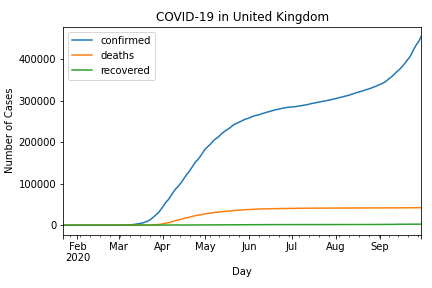 COVID-19 in United Kingdom
confirmed
deaths
recovered
Number of Cases
400000
300000
200000
100000
0
Feb Mar Apr May Jun Jul Aug Sep
2020
Day